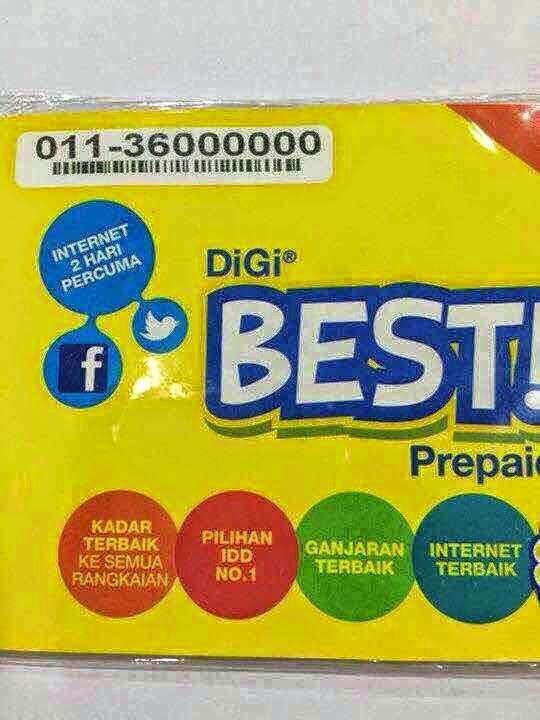 011-36000000
INTERNET
2 HARI
PERCUMA
f
DiGi®
BEST!
Prepai
KADAR
TERBAIK
KE SEMUA
RANGKAIAN
PILIHAN
IDD
NO.1
GANJARAN
TERBAIK
INTERNET
TERBAIK